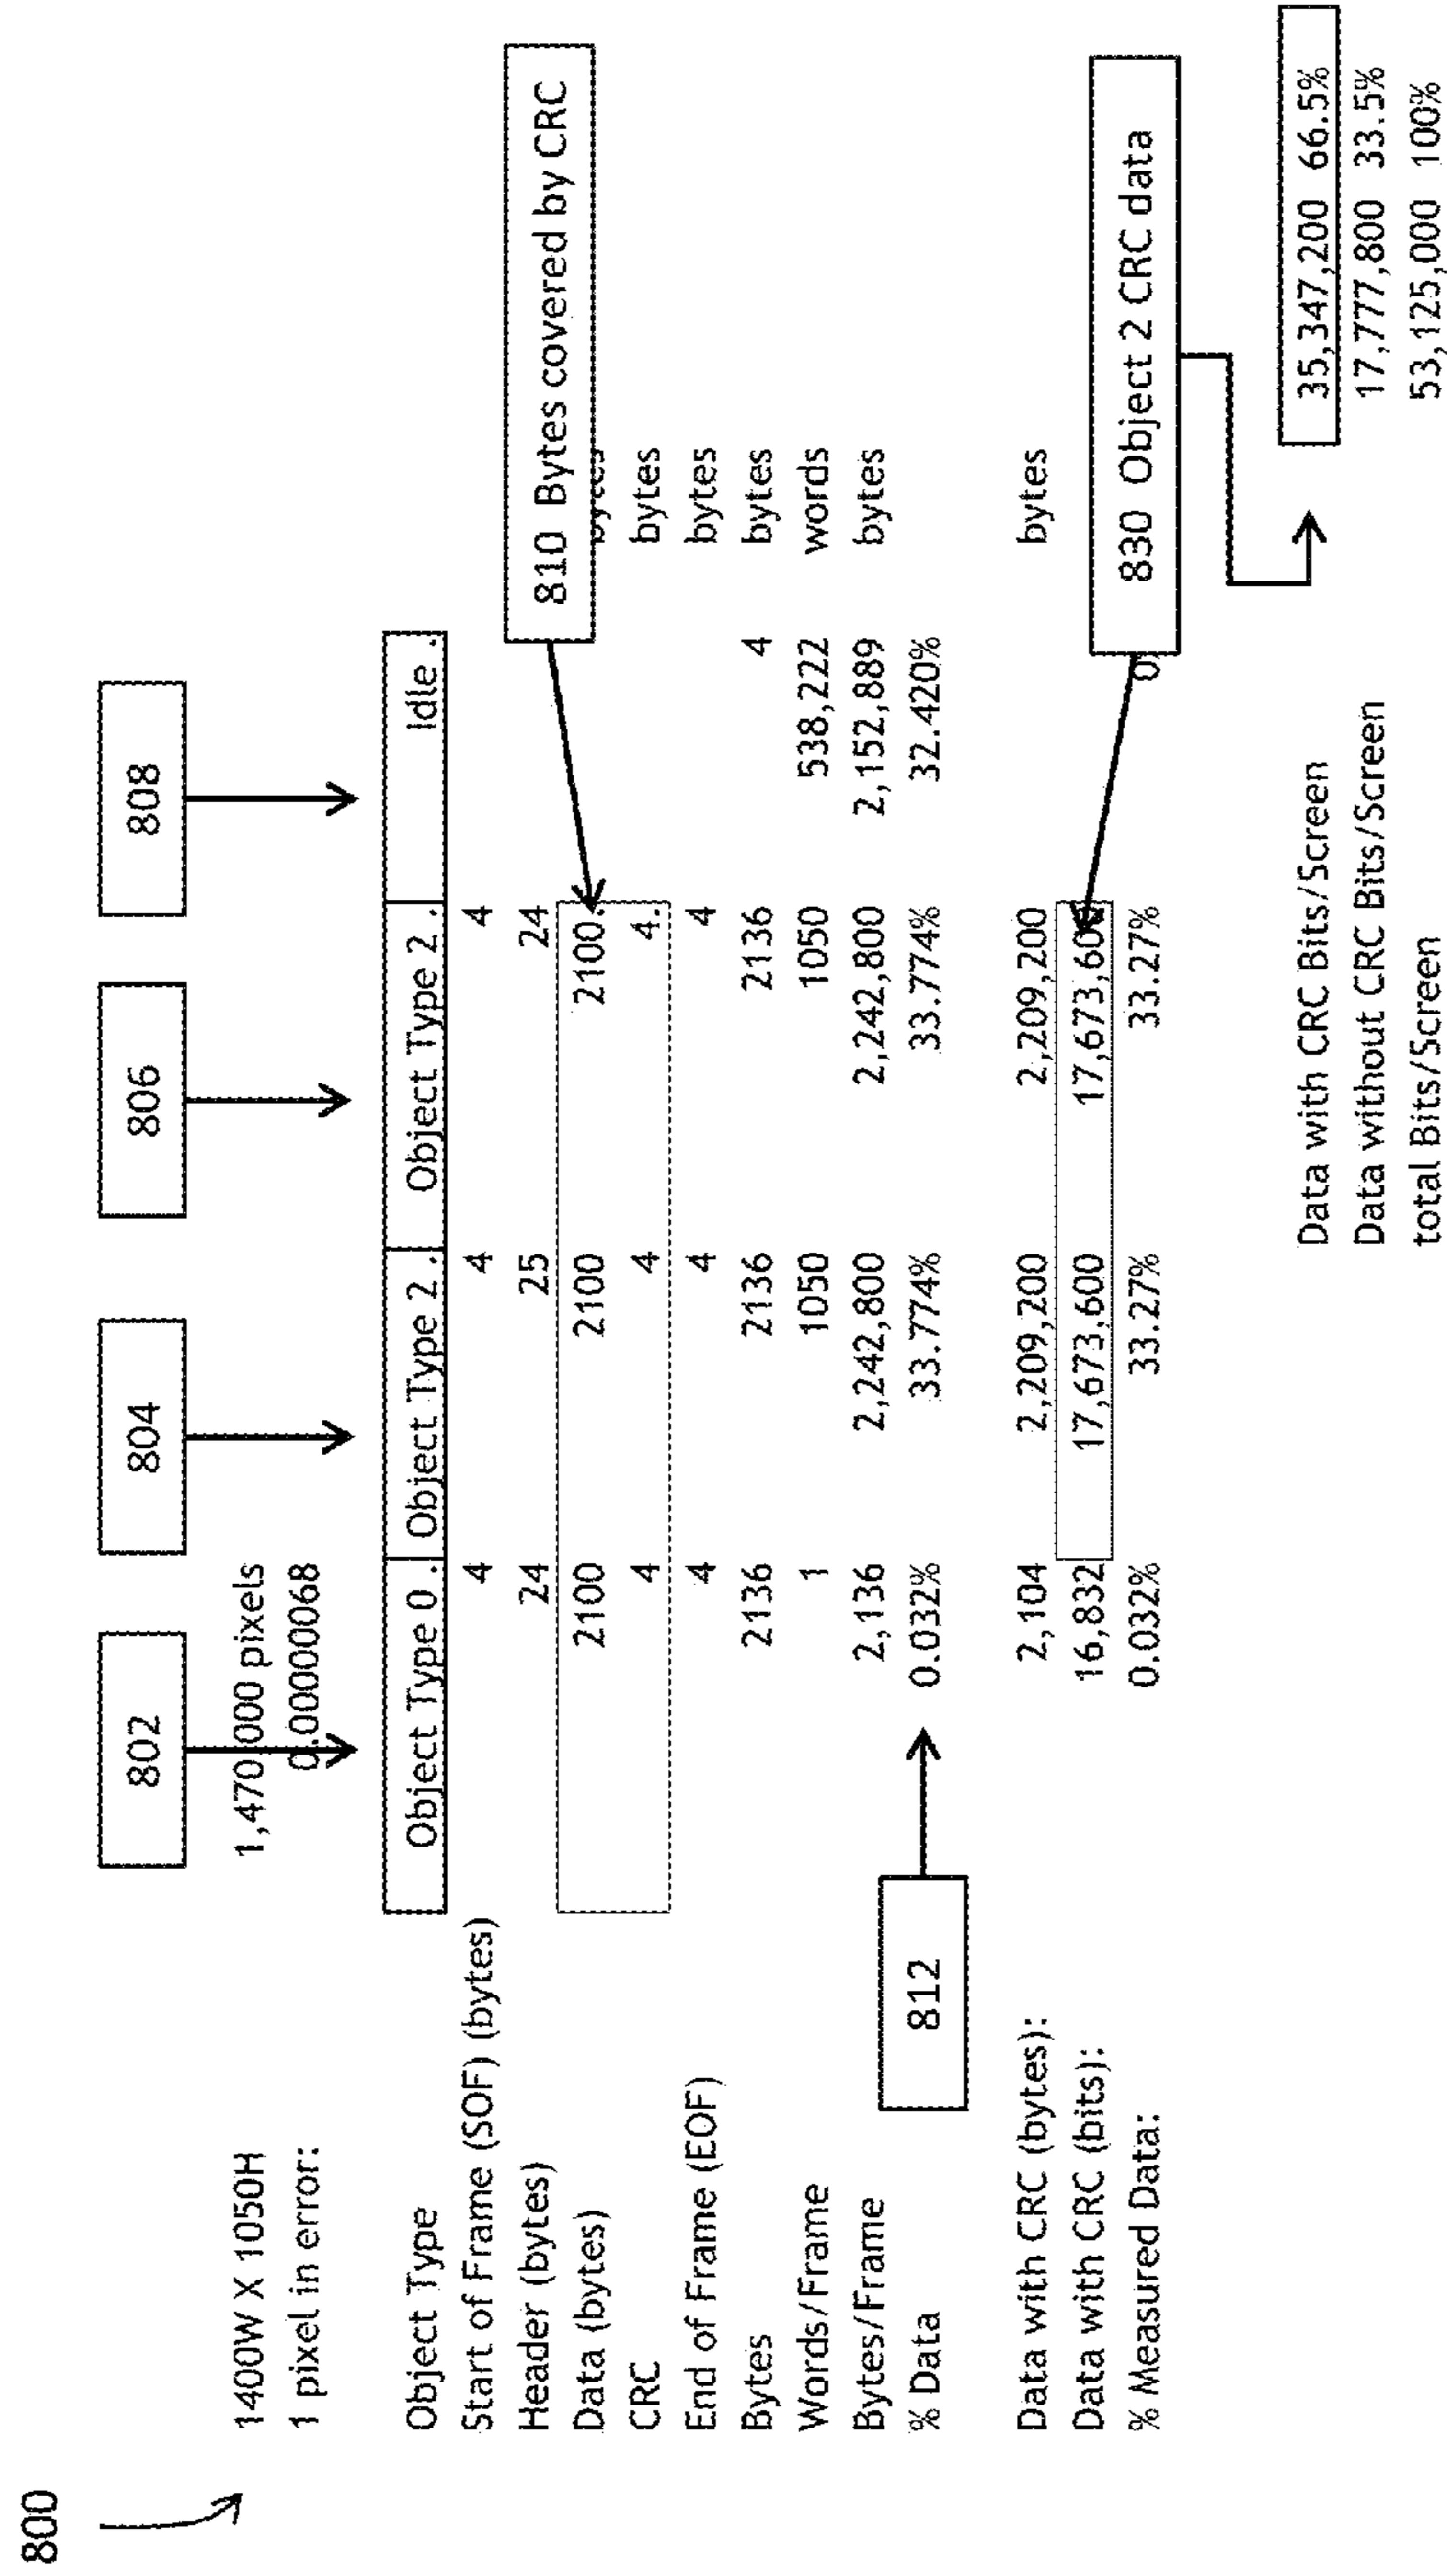 800
802 804 806 808
1400W X 1050H 1,470,000 pixels
1 pixel in error: 0.00000068
Object Type Object Type 0 . Object Type 2 . Object Type 2 . Idle .
Start of Frame (SOF) (bytes) 4 4 4
Header (bytes) 24 25 24
810 Bytes covered by CRC
Data (bytes) 2100 2100 2100. bytes
CRC 4 4 4. bytes
End of Frame (EOF) 4 4 4 bytes
Bytes 2136 2136 2136 4 bytes
Words/Frame 1 1050 1050 538,222 words
Bytes/Frame 2,136 2,242,800 2,242,800 2,152,889 bytes
% Data 812 0.032% 33.774% 33.774% 32.420%
Data with CRC (bytes): 2,104 2,209,200 2,209,200 bytes
Data with CRC (bits): 16,832 17,673,600 17,673,600
% Measured Data: 0.032% 33.27% 33.27% 0
830 Object 2 CRC data
Data with CRC Bits/Screen 35,347,200 66.5%
Data without CRC Bits/Screen 17,777,800 33.5%
total Bits/Screen 53,125,000 100%